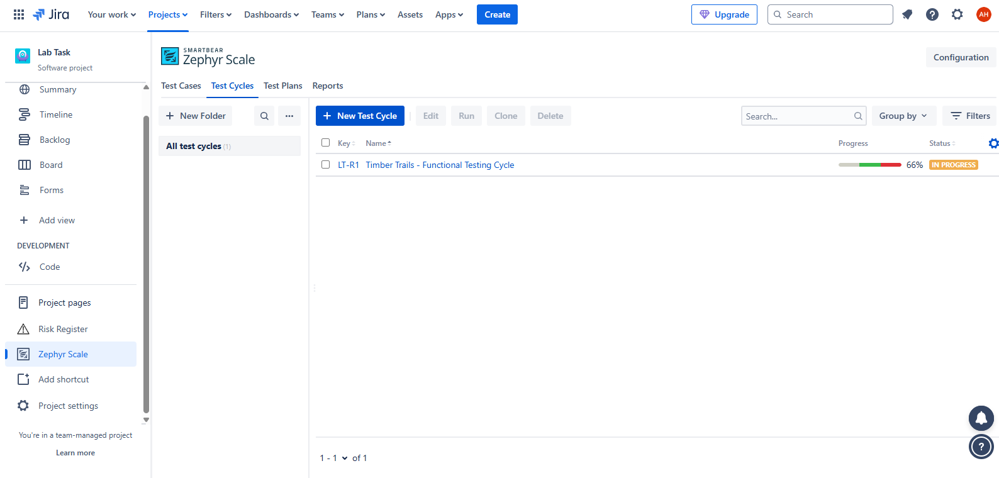 Jira Your work Projects Filters Dashboards Teams Plans Assets Apps Create Upgrade Search AH
Lab Task
Software project
Summary
Timeline
Backlog
Board
Forms
Add view
DEVELOPMENT
Code
Project pages
Risk Register
Zephyr Scale
Add shortcut
Project settings
You're in a team-managed project
Learn more
SMARTBEAR
Zephyr Scale
Configuration
Test Cases Test Cycles Test Plans Reports
+ New Folder ...
All test cycles (1)
+ New Test Cycle Edit Run Clone Delete Search... Group by Filters
Key Name Progress Status
LT-R1 Timber Trails - Functional Testing Cycle 66% IN PROGRESS
1 - 1 of 1
?